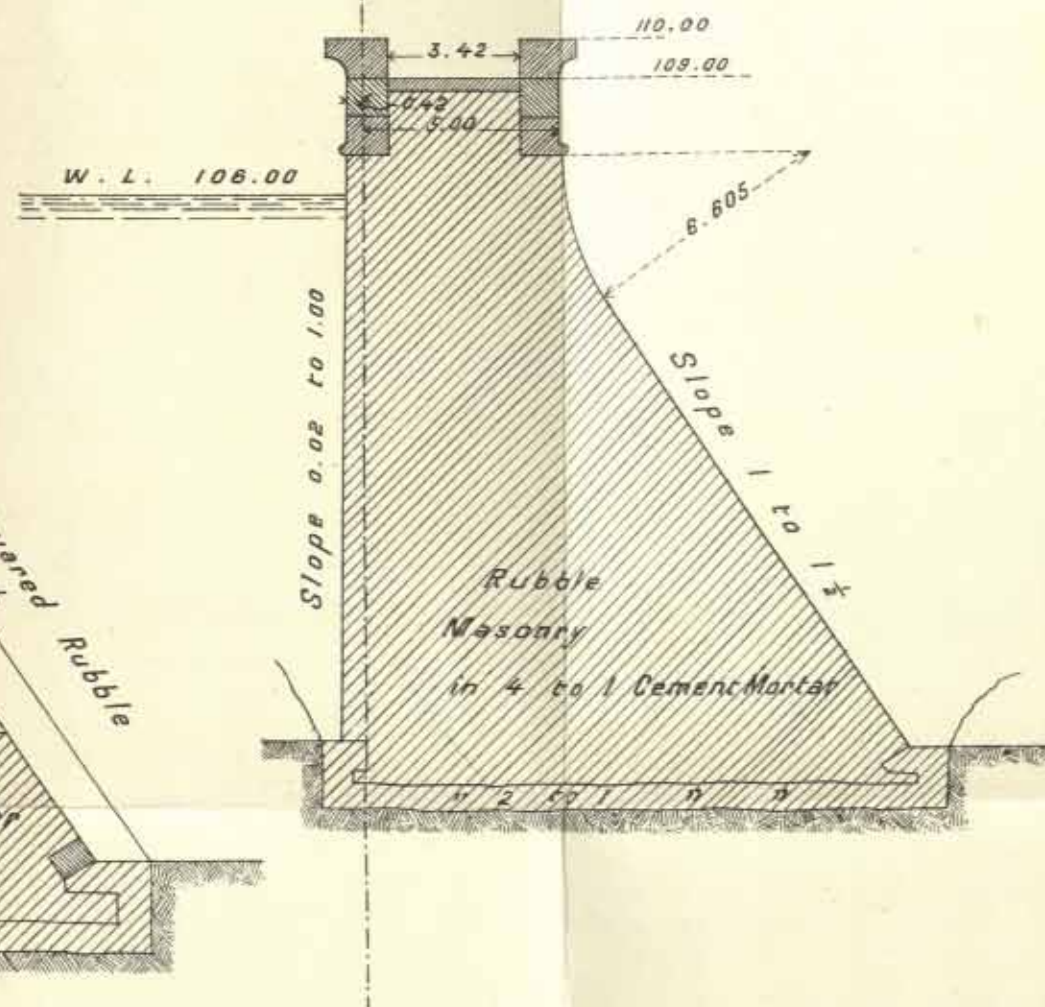 110.00
3.42
109.00
0.42
5.00
W. L. 106.00
6.605
Slope 0.02 to 1.00
Slope 1 to 1½
Rubble
Rubble
Masonry
in 4 to 1 Cement Mortar
" 2 to 1 " "